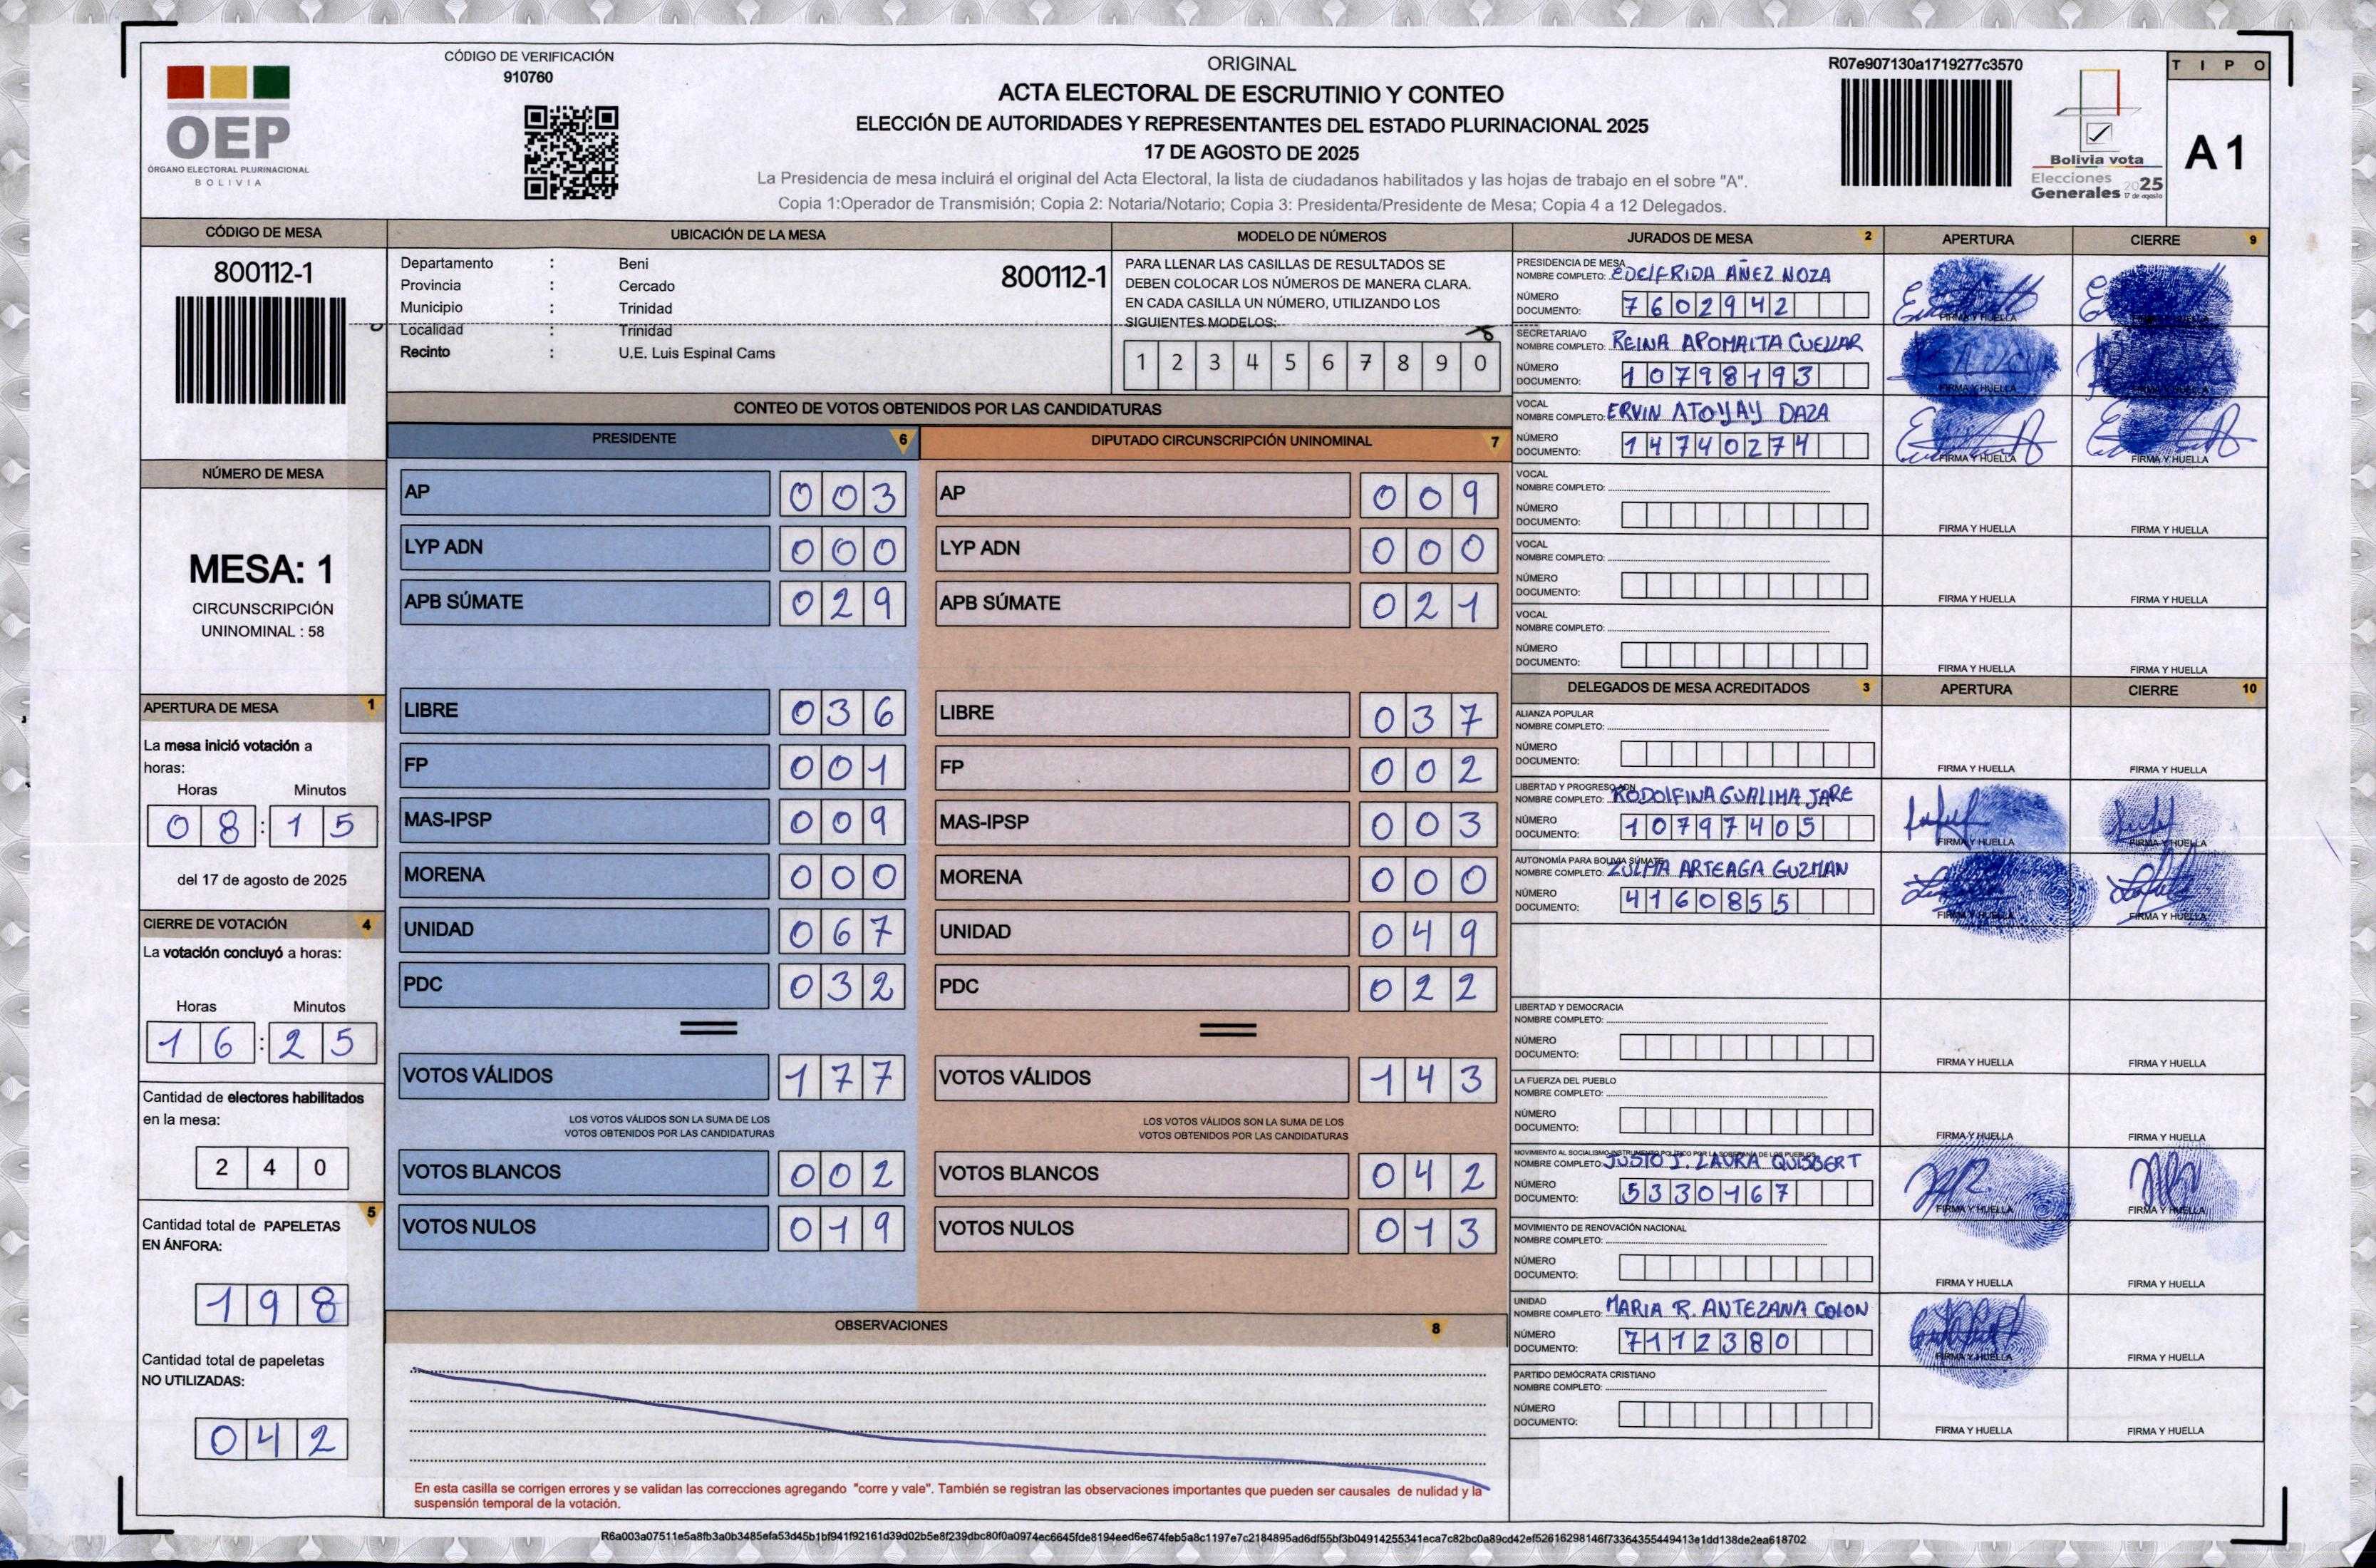 CÓDIGO DE VERIFICACIÓN
910760
OEP
ÓRGANO ELECTORAL PLURINACIONAL
BOLIVIA
ORIGINAL
ACTA ELECTORAL DE ESCRUTINIO Y CONTEO
ELECCIÓN DE AUTORIDADES Y REPRESENTANTES DEL ESTADO PLURINACIONAL 2025
17 DE AGOSTO DE 2025
La Presidencia de mesa incluirá el original del Acta Electoral, la lista de ciudadanos habilitados y las hojas de trabajo en el sobre "A".
Copia 1:Operador de Transmisión; Copia 2: Notaria/Notario; Copia 3: Presidenta/Presidente de Mesa; Copia 4 a 12 Delegados.
R07e907130a1719277c3570
Bolivia vota
Elecciones
Generales 2025
17 de agosto
TIPO
A 1
CÓDIGO DE MESA
800112-1
UBICACIÓN DE LA MESA
Departamento : Beni
Provincia : Cercado
Municipio : Trinidad
Localidad : Trinidad
Recinto : U.E. Luis Espinal Cams
800112-1
MODELO DE NÚMEROS
PARA LLENAR LAS CASILLAS DE RESULTADOS SE
DEBEN COLOCAR LOS NÚMEROS DE MANERA CLARA.
EN CADA CASILLA UN NÚMERO, UTILIZANDO LOS
SIGUIENTES MODELOS:
1 2 3 4 5 6 7 8 9 0
NÚMERO DE MESA
MESA: 1
CIRCUNSCRIPCIÓN
UNINOMINAL : 58
APERTURA DE MESA 1
La mesa inició votación a
horas:
Horas Minutos
08:15
del 17 de agosto de 2025
CIERRE DE VOTACIÓN 4
La votación concluyó a horas:
Horas Minutos
16:25
Cantidad de electores habilitados
en la mesa:
240
5
Cantidad total de PAPELETAS
EN ÁNFORA:
198
Cantidad total de papeletas
NO UTILIZADAS:
042
CONTEO DE VOTOS OBTENIDOS POR LAS CANDIDATURAS
PRESIDENTE 6
AP 003
LYP ADN 000
APB SÚMATE 029
LIBRE 036
FP 001
MAS-IPSP 009
MORENA 000
UNIDAD 067
PDC 032
VOTOS VÁLIDOS 177
LOS VOTOS VÁLIDOS SON LA SUMA DE LOS
VOTOS OBTENIDOS POR LAS CANDIDATURAS
VOTOS BLANCOS 002
VOTOS NULOS 019
DIPUTADO CIRCUNSCRIPCIÓN UNINOMINAL 7
AP 009
LYP ADN 000
APB SÚMATE 021
LIBRE 037
FP 002
MAS-IPSP 003
MORENA 000
UNIDAD 049
PDC 022
VOTOS VÁLIDOS 143
LOS VOTOS VÁLIDOS SON LA SUMA DE LOS
VOTOS OBTENIDOS POR LAS CANDIDATURAS
VOTOS BLANCOS 042
VOTOS NULOS 013
OBSERVACIONES 8
En esta casilla se corrigen errores y se validan las correcciones agregando "corre y vale". También se registran las observaciones importantes que pueden ser causales de nulidad y la
suspensión temporal de la votación.
JURADOS DE MESA 2 APERTURA CIERRE 9
PRESIDENCIA DE MESA
NOMBRE COMPLETO: EDELFRIDA AÑEZ NOZA
NÚMERO
DOCUMENTO: 7602942
FIRMA Y HUELLA FIRMA Y HUELLA
SECRETARIA/O
NOMBRE COMPLETO: REINA APOMAITA CUELLAR
NÚMERO
DOCUMENTO: 10798193
FIRMA Y HUELLA FIRMA Y HUELLA
VOCAL
NOMBRE COMPLETO: ERVIN ATOYAY DAZA
NÚMERO
DOCUMENTO: 14740274
FIRMA Y HUELLA FIRMA Y HUELLA
VOCAL
NOMBRE COMPLETO:
NÚMERO
DOCUMENTO:
FIRMA Y HUELLA FIRMA Y HUELLA
VOCAL
NOMBRE COMPLETO:
NÚMERO
DOCUMENTO:
FIRMA Y HUELLA FIRMA Y HUELLA
VOCAL
NOMBRE COMPLETO:
NÚMERO
DOCUMENTO:
FIRMA Y HUELLA FIRMA Y HUELLA
DELEGADOS DE MESA ACREDITADOS 3 APERTURA CIERRE 10
ALIANZA POPULAR
NOMBRE COMPLETO:
NÚMERO
DOCUMENTO:
FIRMA Y HUELLA FIRMA Y HUELLA
LIBERTAD Y PROGRESO ADN
NOMBRE COMPLETO: RODOLFINA GUALIMA JARE
NÚMERO
DOCUMENTO: 10797405
FIRMA Y HUELLA FIRMA Y HUELLA
AUTONOMÍA PARA BOLIVIA SÚMATE
NOMBRE COMPLETO: ZULMA ARTEAGA GUZMAN
NÚMERO
DOCUMENTO: 4160855
FIRMA Y HUELLA FIRMA Y HUELLA
LIBERTAD Y DEMOCRACIA
NOMBRE COMPLETO:
NÚMERO
DOCUMENTO:
FIRMA Y HUELLA FIRMA Y HUELLA
LA FUERZA DEL PUEBLO
NOMBRE COMPLETO:
NÚMERO
DOCUMENTO:
FIRMA Y HUELLA FIRMA Y HUELLA
MOVIMIENTO AL SOCIALISMO-INSTRUMENTO POLÍTICO POR LA SOBERANÍA DE LOS PUEBLOS
NOMBRE COMPLETO: JUSTO J. LAURA QUISBERT
NÚMERO
DOCUMENTO: 5330167
FIRMA Y HUELLA FIRMA Y HUELLA
MOVIMIENTO DE RENOVACIÓN NACIONAL
NOMBRE COMPLETO:
NÚMERO
DOCUMENTO:
FIRMA Y HUELLA FIRMA Y HUELLA
UNIDAD
NOMBRE COMPLETO: MARIA R. ANTEZANA COLON
NÚMERO
DOCUMENTO: 7112380
FIRMA Y HUELLA FIRMA Y HUELLA
PARTIDO DEMÓCRATA CRISTIANO
NOMBRE COMPLETO:
NÚMERO
DOCUMENTO:
FIRMA Y HUELLA FIRMA Y HUELLA